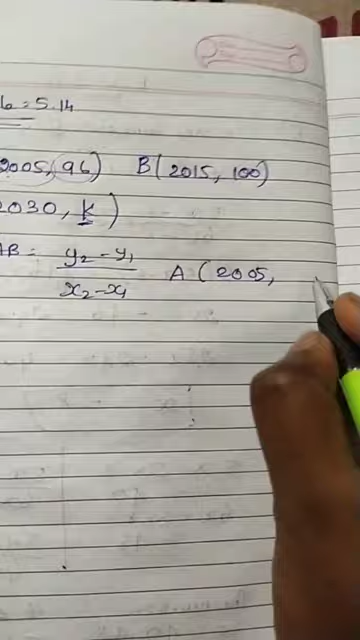 6 = 5.14
2005, 96) B(2015, 100)
2030, k)
AB = y₂ - y₁ / x₂ - x₁ A (2005,